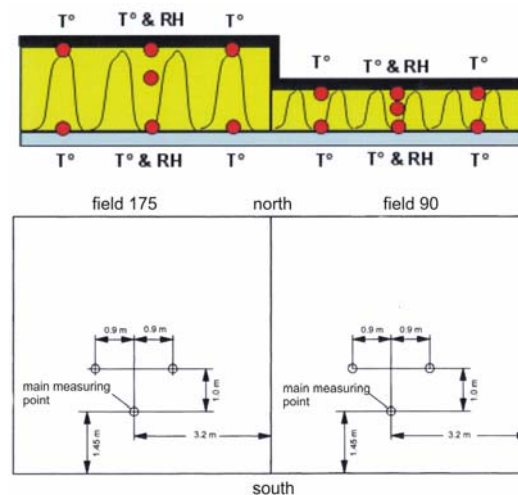 T° T° & RH T°
T° T° & RH T°
T° T° & RH T°
T° T° & RH T°
field 175 north field 90
0.9 m 0.9 m
0.9 m 0.9 m
main measuring
point
1.0 m
main measuring
point
1.0 m
1.45 m
3.2 m
1.45 m
3.2 m
south